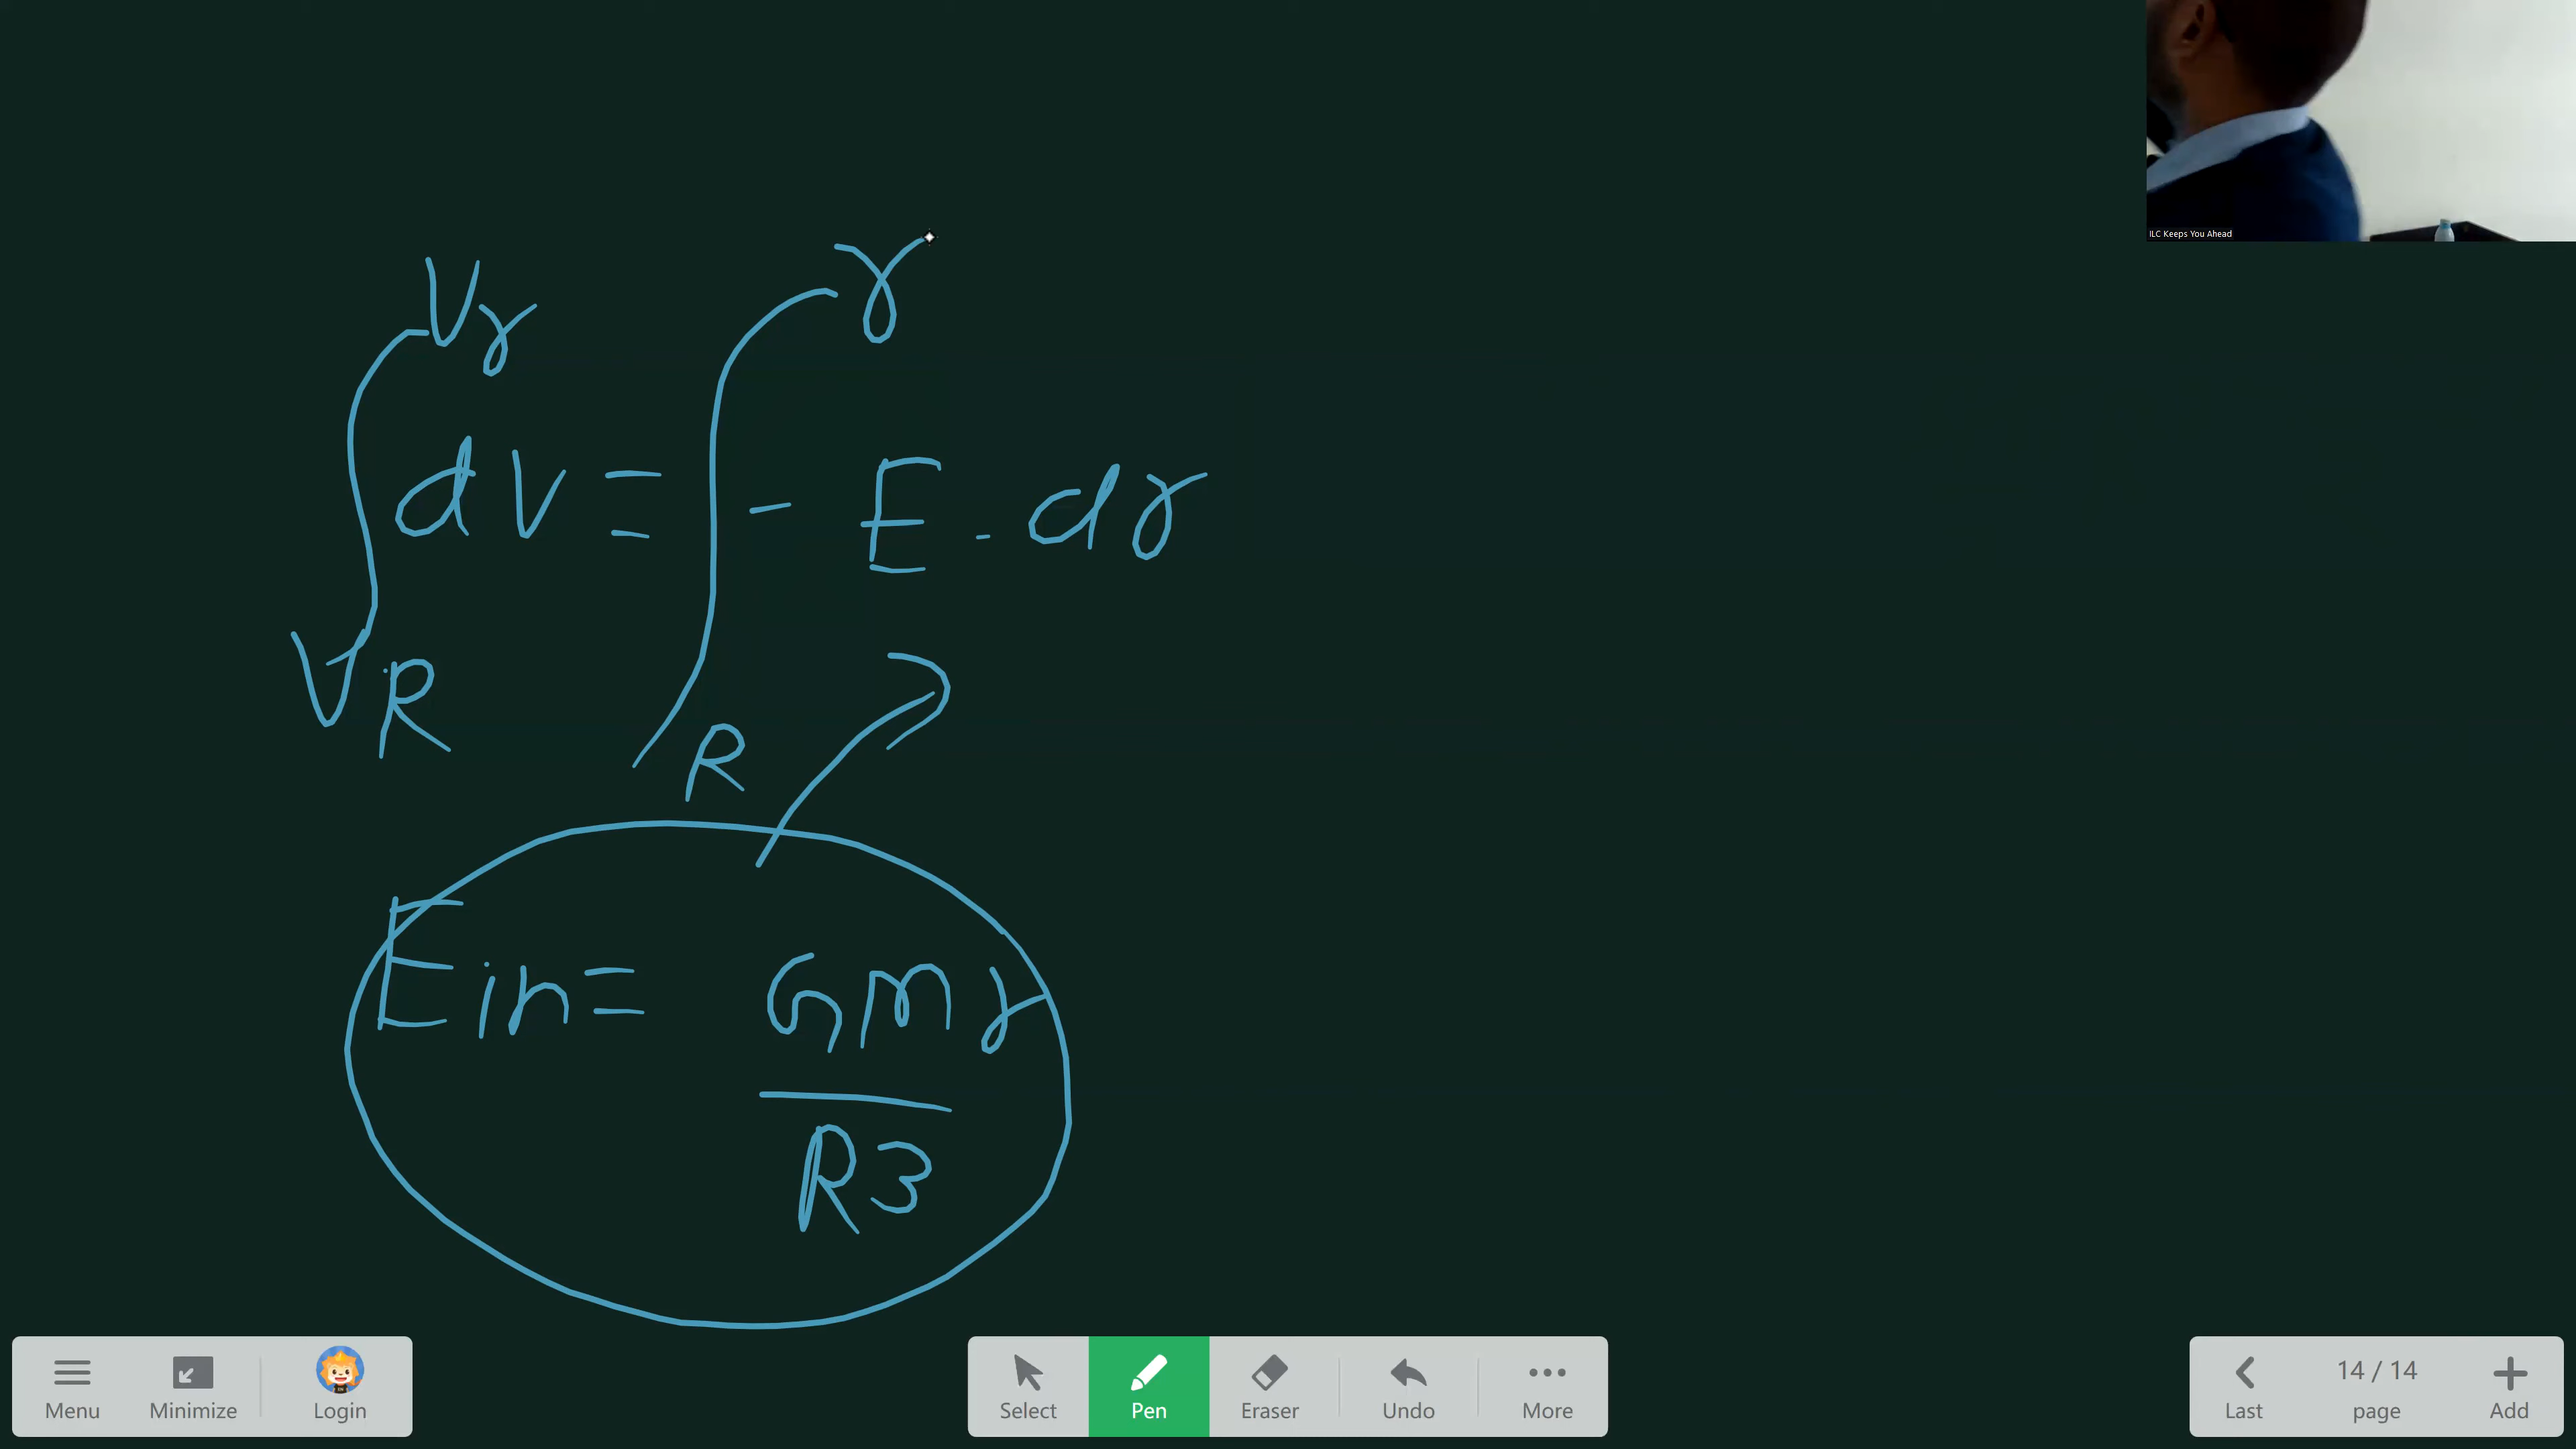 ILC Keeps You Ahead
Vr r
∫ dV = ∫ - E . dr
VR R
Ein = GMr
R3
Menu Minimize Login
Select Pen Eraser Undo More
14 / 14
Last page Add